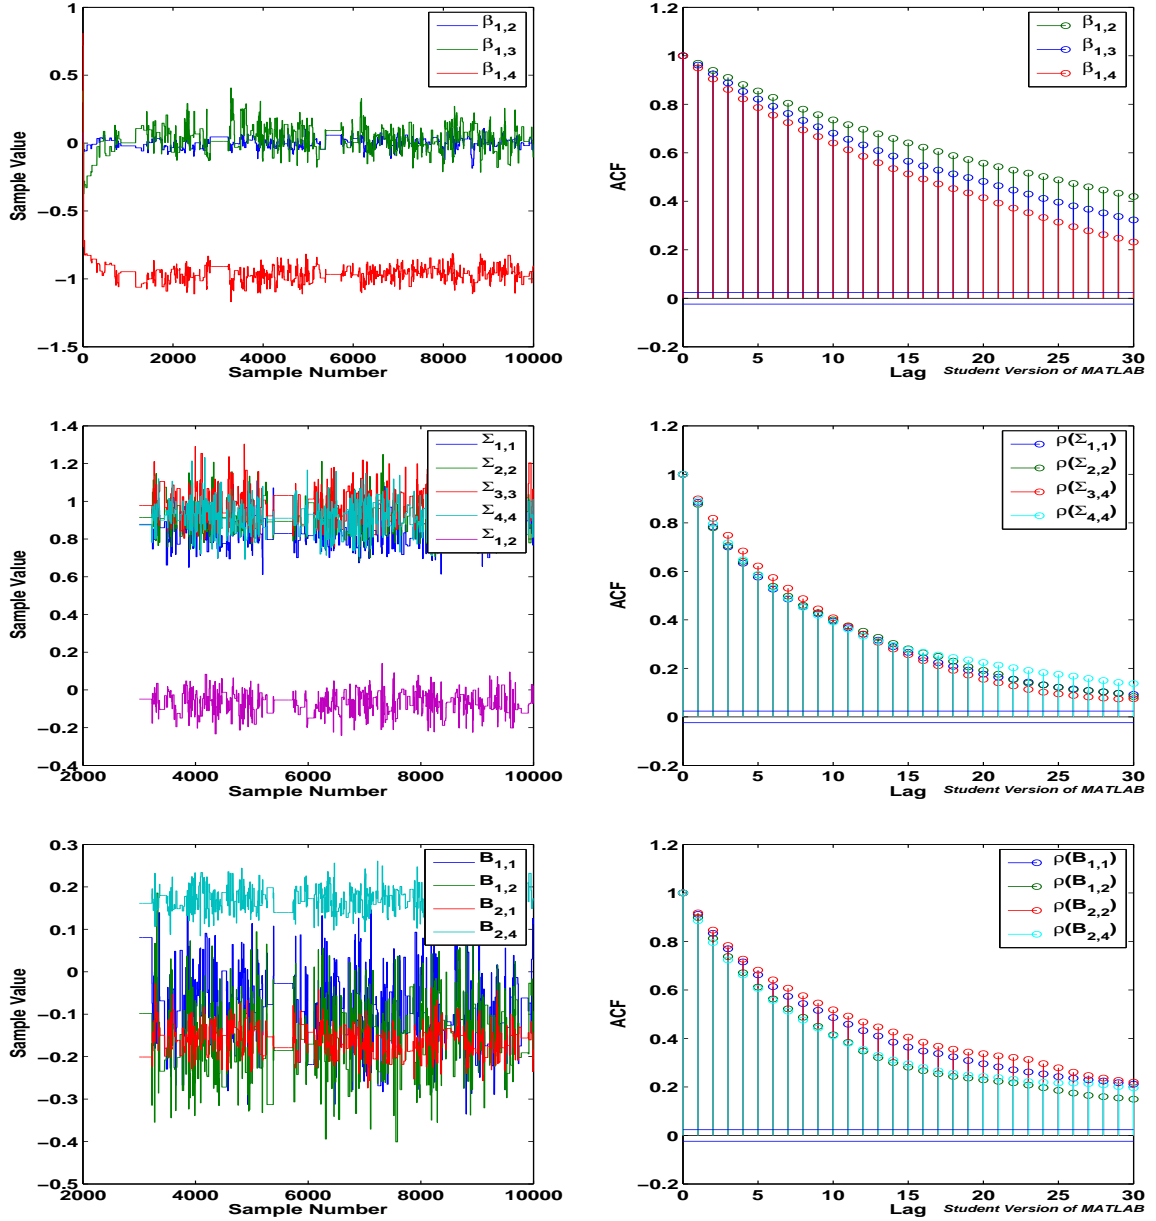 1
0.5
0
−0.5
−1
−1.5
0
2000
4000
6000
8000
10000
Sample Value
Sample Number
β1,2
β1,3
β1,4
1.2
1
0.8
0.6
0.4
0.2
0
−0.2
0
5
10
15
20
25
30
ACF
Lag
Student Version of MATLAB
β1,2
β1,3
β1,4
1.4
1.2
1
0.8
0.6
0.4
0.2
0
−0.2
−0.4
2000
4000
6000
8000
10000
Sample Value
Sample Number
Σ1,1
Σ2,2
Σ3,3
Σ4,4
Σ1,2
1.2
1
0.8
0.6
0.4
0.2
0
−0.2
0
5
10
15
20
25
30
ACF
Lag
Student Version of MATLAB
ρ(Σ1,1)
ρ(Σ2,2)
ρ(Σ3,4)
ρ(Σ4,4)
0.3
0.2
0.1
0
−0.1
−0.2
−0.3
−0.4
−0.5
2000
4000
6000
8000
10000
Sample Value
Sample Number
B1,1
B1,2
B2,1
B2,4
1.2
1
0.8
0.6
0.4
0.2
0
−0.2
0
5
10
15
20
25
30
ACF
Lag
Student Version of MATLAB
ρ(B1,1)
ρ(B1,2)
ρ(B2,2)
ρ(B2,4)